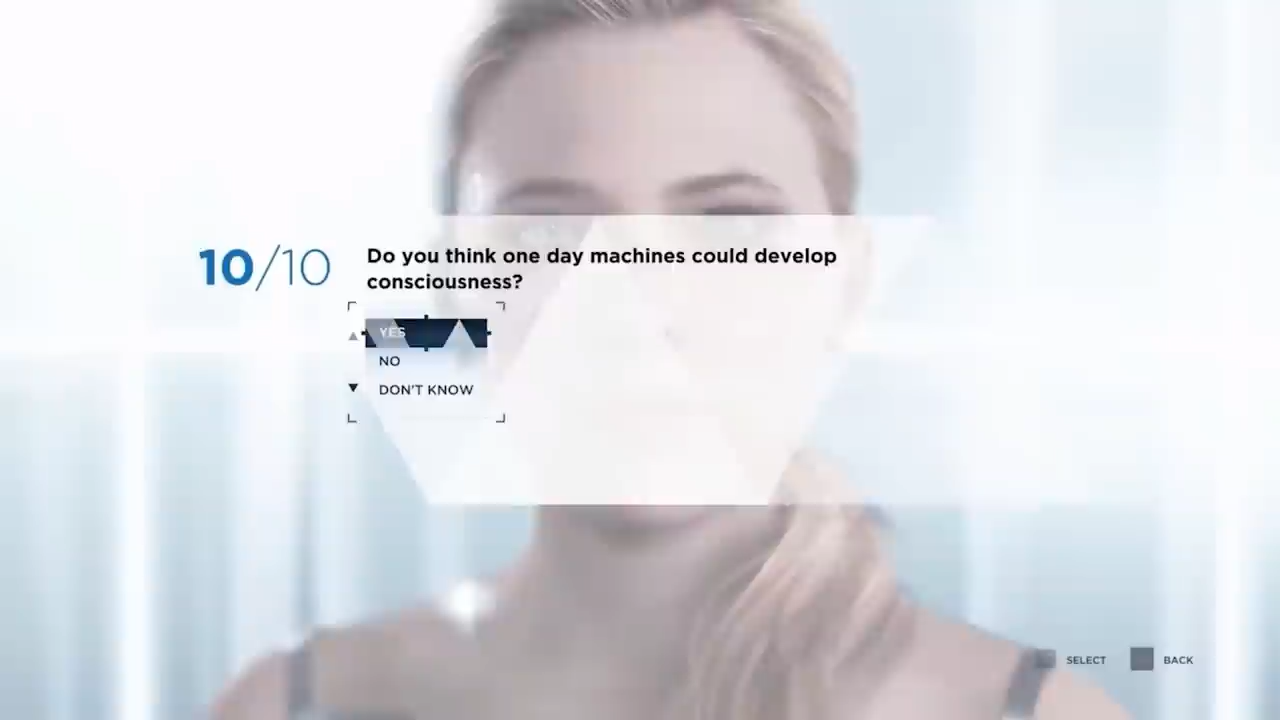 10/10
Do you think one day machines could develop
consciousness?
YES
NO
DON'T KNOW
SELECT BACK